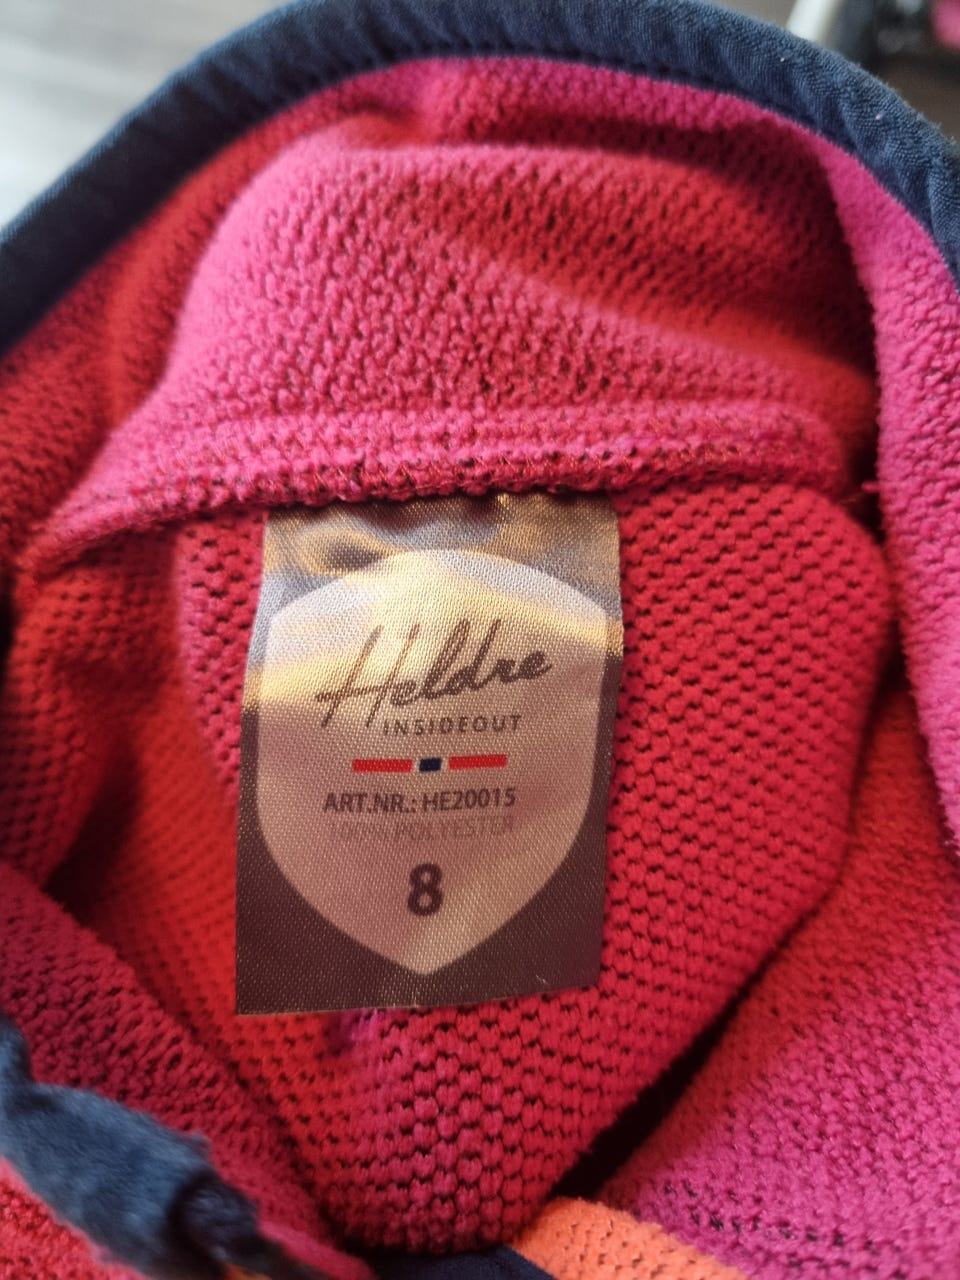 Heldre
INSIDEOUT
ART.NR.: HE20015
100% POLYESTER
8